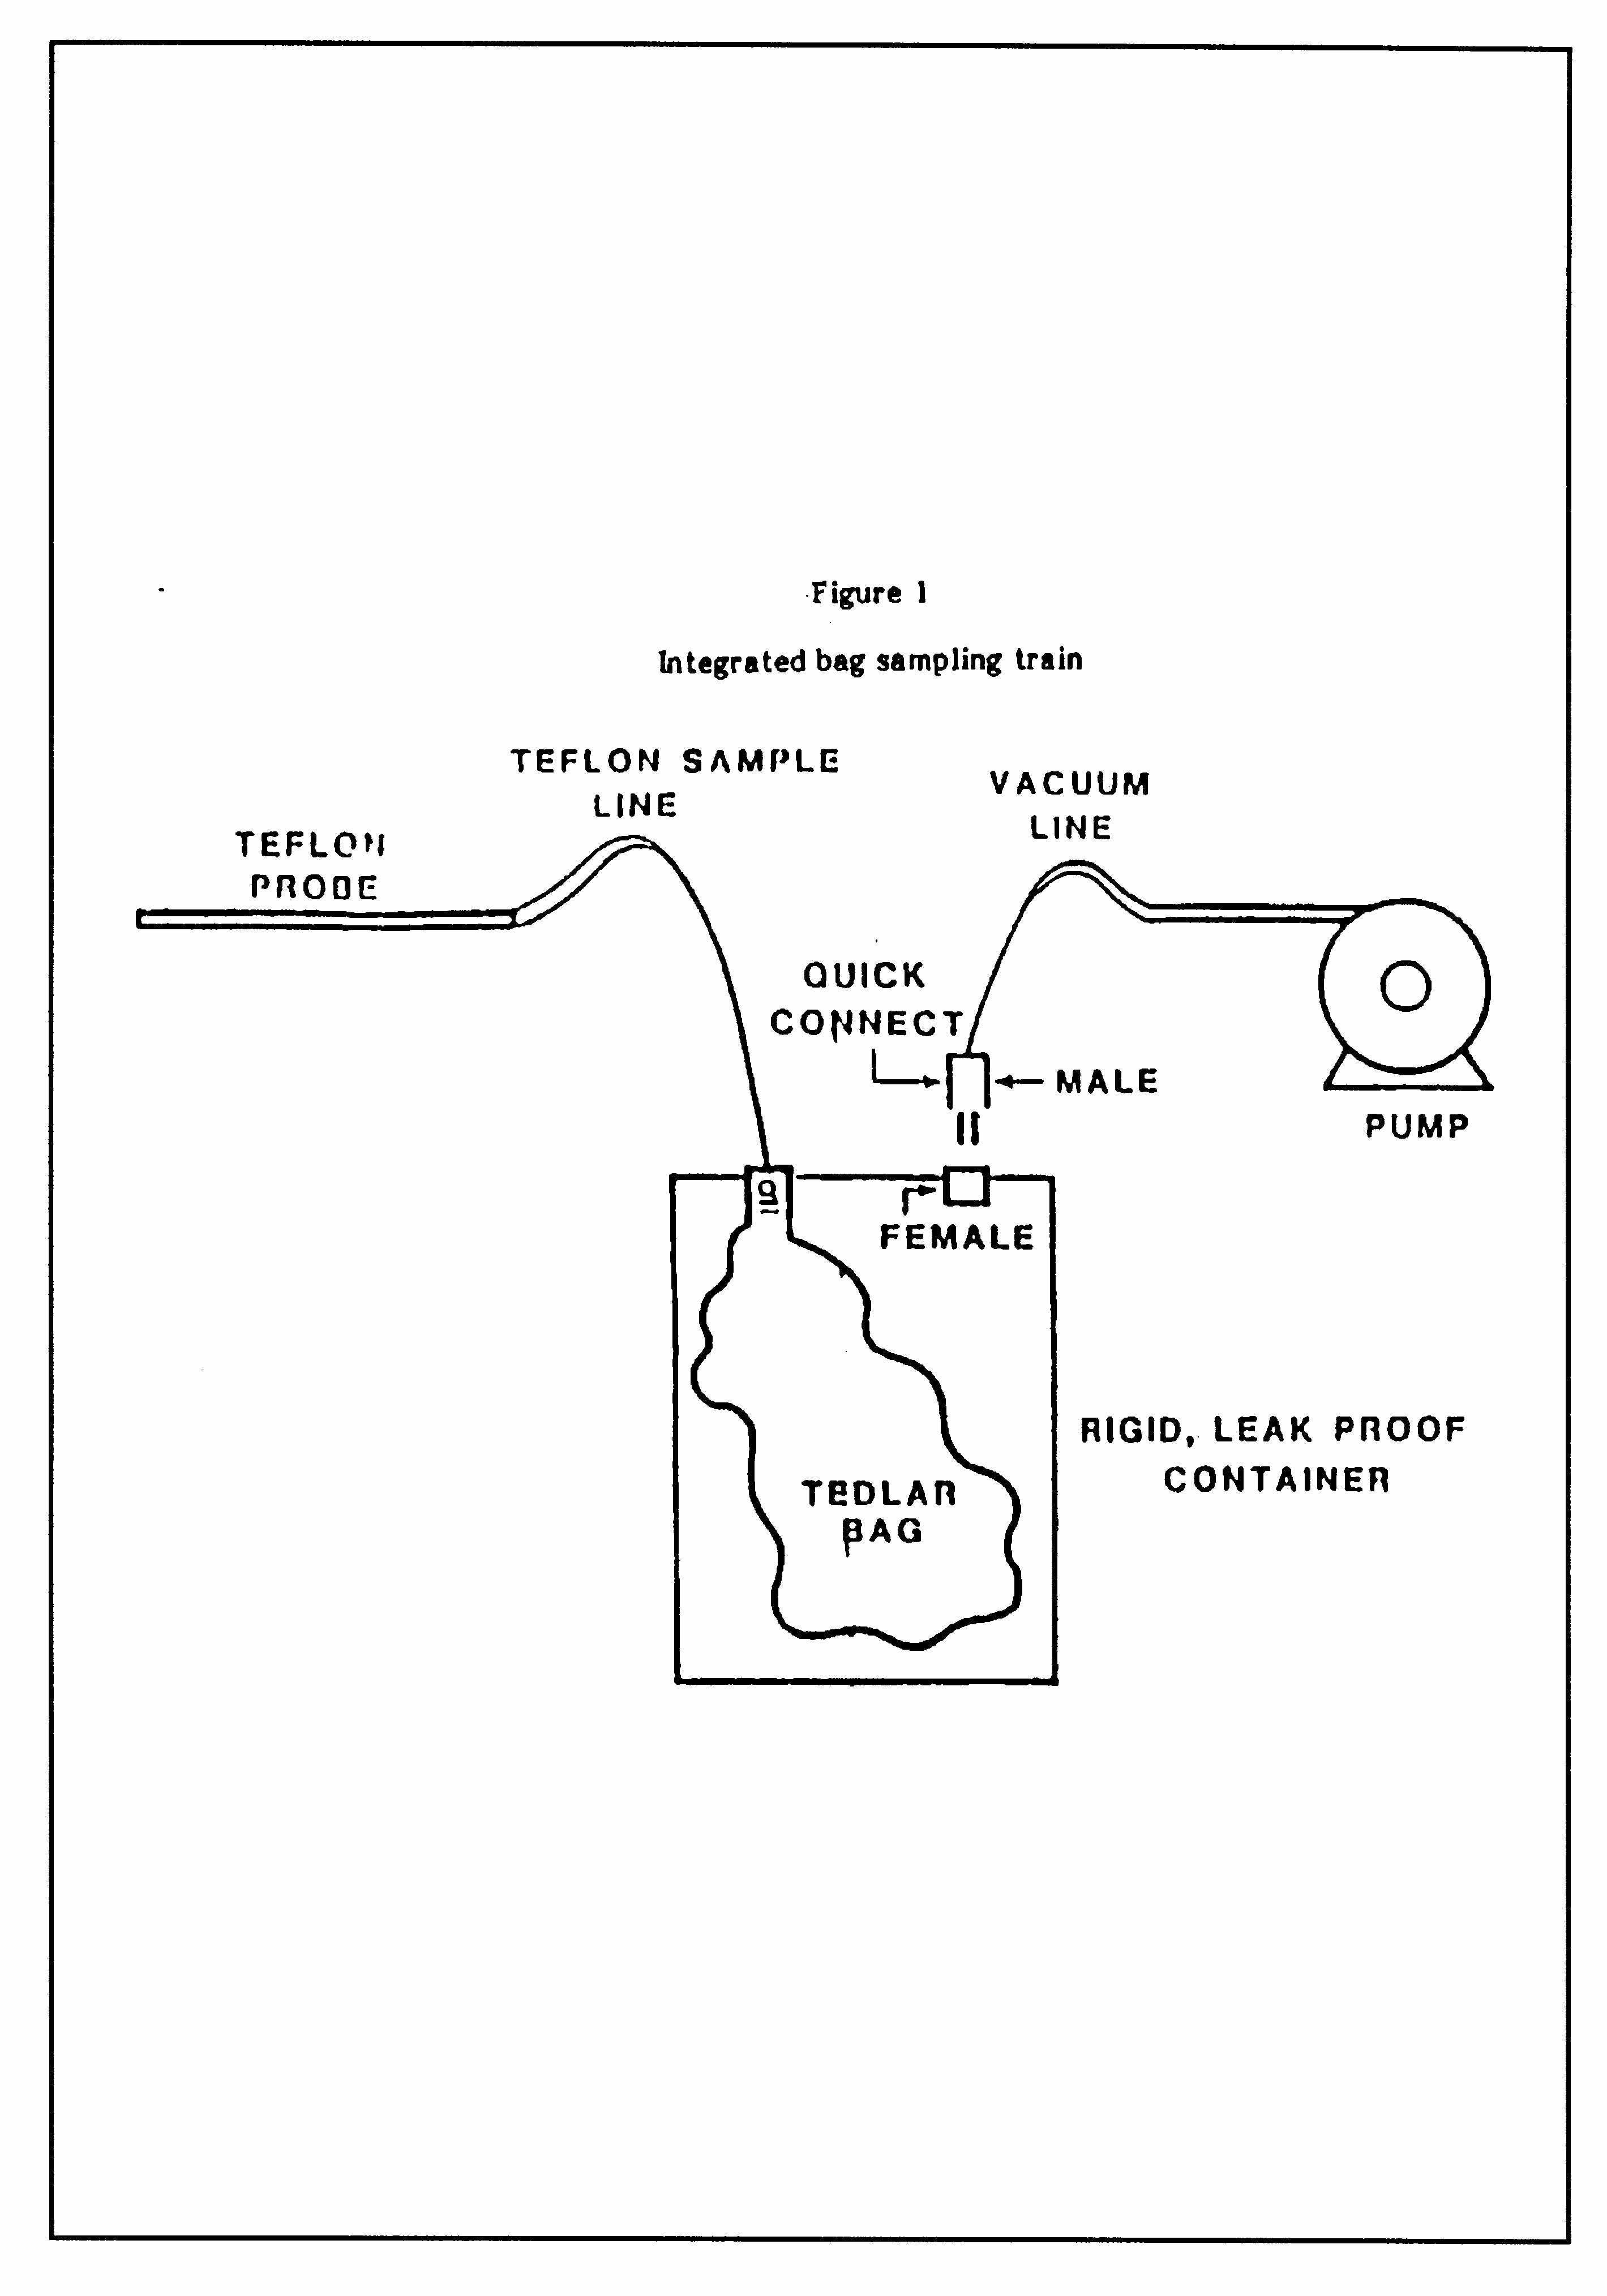 Figure 1
Integrated bag sampling train
TEFLON SAMPLE
LINE
VACUUM
LINE
TEFLON
PROBE
QUICK
CONNECT
MALE
PUMP
FEMALE
RIGID, LEAK PROOF
CONTAINER
TEDLAR
BAG